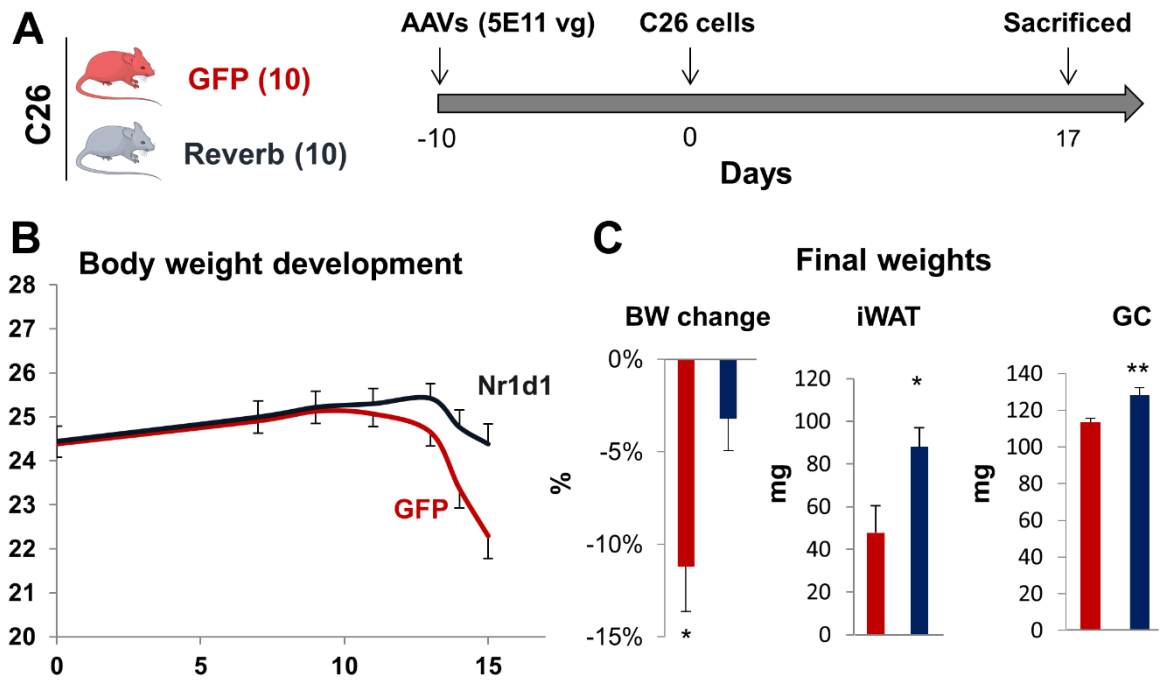 A
C26
GFP (10)
Reverb (10)
AAVs (5E11 vg)
C26 cells
Sacrificed
-10
0
17
Days
B
Body weight development
28
27
26
25
24
23
22
21
20
0
5
10
15
Nr1d1
GFP
C
Final weights
BW change
%
0%
-5%
-10%
-15%
*
iWAT
mg
120
100
80
60
40
20
0
*
GC
mg
140
120
100
80
60
40
20
0
**